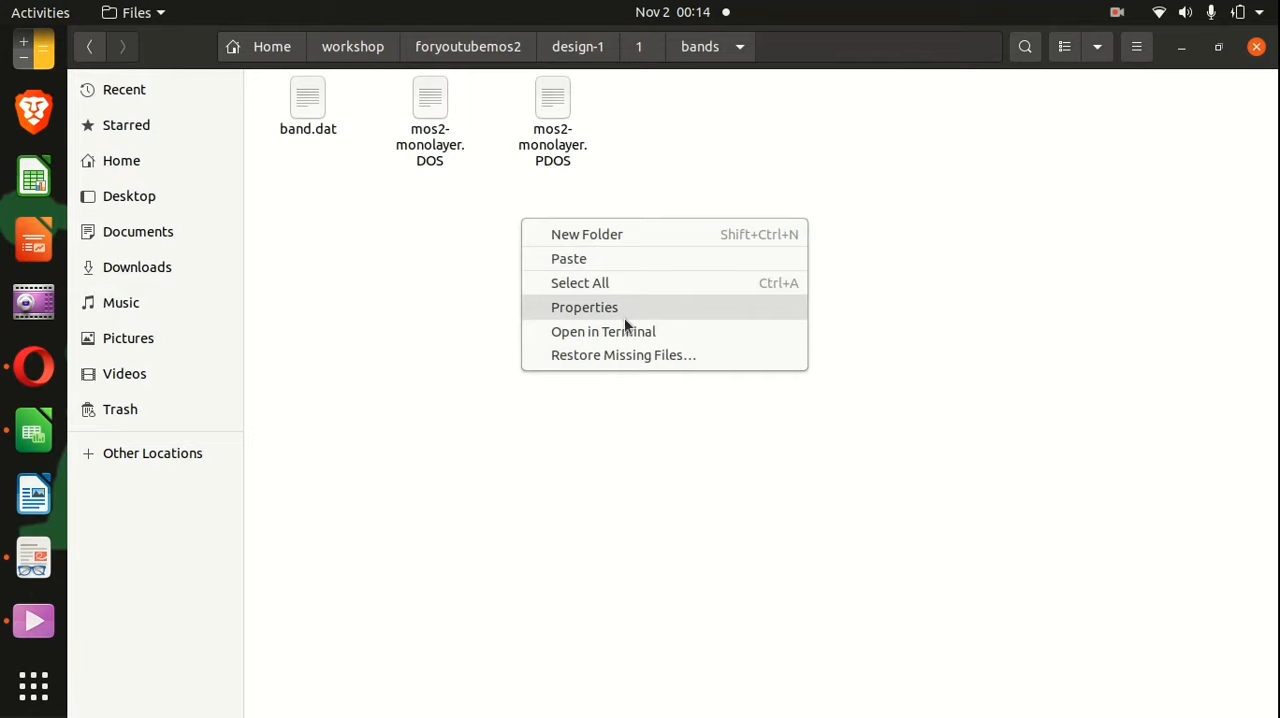 Activities
Files
Nov 2 00:14
Home
workshop
foryoutubemos2
design-1
1
bands
Recent
Starred
Home
Desktop
Documents
Downloads
Music
Pictures
Videos
Trash
Other Locations
band.dat
mos2-
monolayer.
DOS
mos2-
monolayer.
PDOS
New Folder Shift+Ctrl+N
Paste
Select All Ctrl+A
Properties
Open in Terminal
Restore Missing Files…